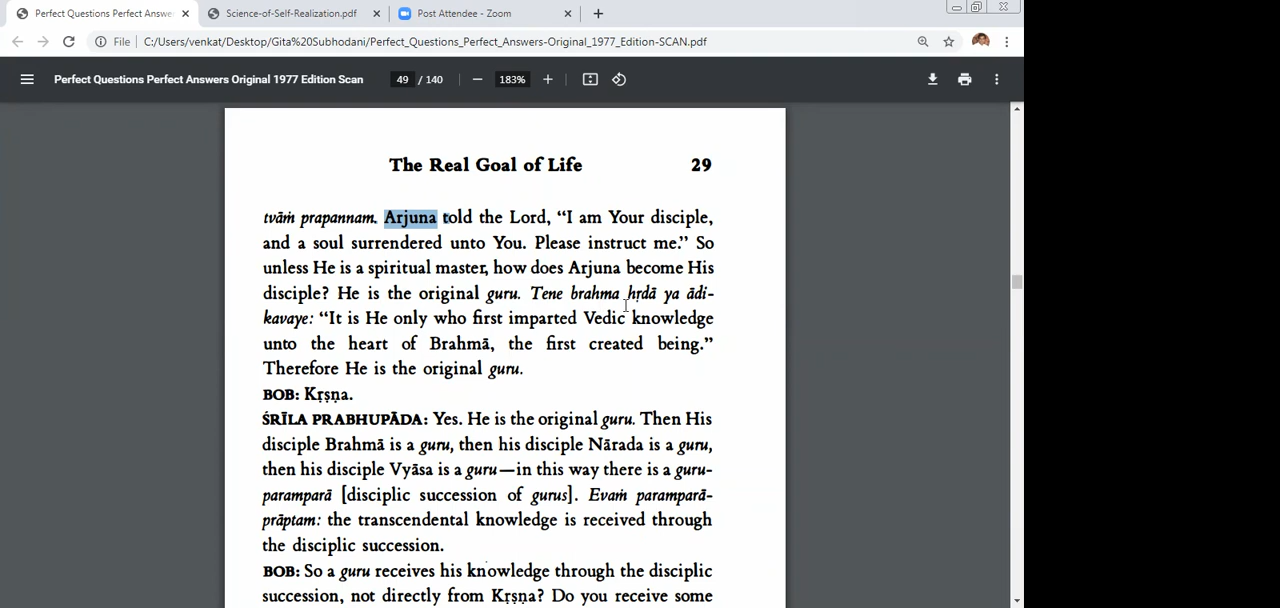 Perfect Questions Perfect Answe
Science-of-Self-Realization.pdf
Post Attendee - Zoom
File
C:/Users/venkat/Desktop/Gita%20Subhodani/Perfect_Questions_Perfect_Answers-Original_1977_Edition-SCAN.pdf
Perfect Questions Perfect Answers Original 1977 Edition Scan
49 / 140
183%
The Real Goal of Life 29
tvāṁ prapannam. Arjuna told the Lord, “I am Your disciple,
and a soul surrendered unto You. Please instruct me.” So
unless He is a spiritual master, how does Arjuna become His
disciple? He is the original guru. Tene brahma hṛdā ya ādi-
kavaye: “It is He only who first imparted Vedic knowledge
unto the heart of Brahmā, the first created being.”
Therefore He is the original guru.
BOB: Kṛṣṇa.
ŚRĪLA PRABHUPĀDA: Yes. He is the original guru. Then His
disciple Brahmā is a guru, then his disciple Nārada is a guru,
then his disciple Vyāsa is a guru—in this way there is a guru-
paramparā [disciplic succession of gurus]. Evaṁ paramparā-
prāptam: the transcendental knowledge is received through
the disciplic succession.
BOB: So a guru receives his knowledge through the disciplic
succession, not directly from Kṛṣṇa? Do you receive some